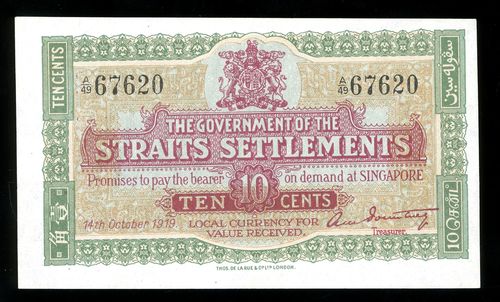 TEN CENTS
A/49 67620
A/49 67620
THE GOVERNMENT OF THE
STRAITS SETTLEMENTS
Promises to pay the bearer 10 on demand at SINGAPORE
TEN CENTS
14th October 1919.
LOCAL CURRENCY FOR
VALUE RECEIVED.
Treasurer.
壹角
THOS. DE LA RUE & Co LTD LONDON.